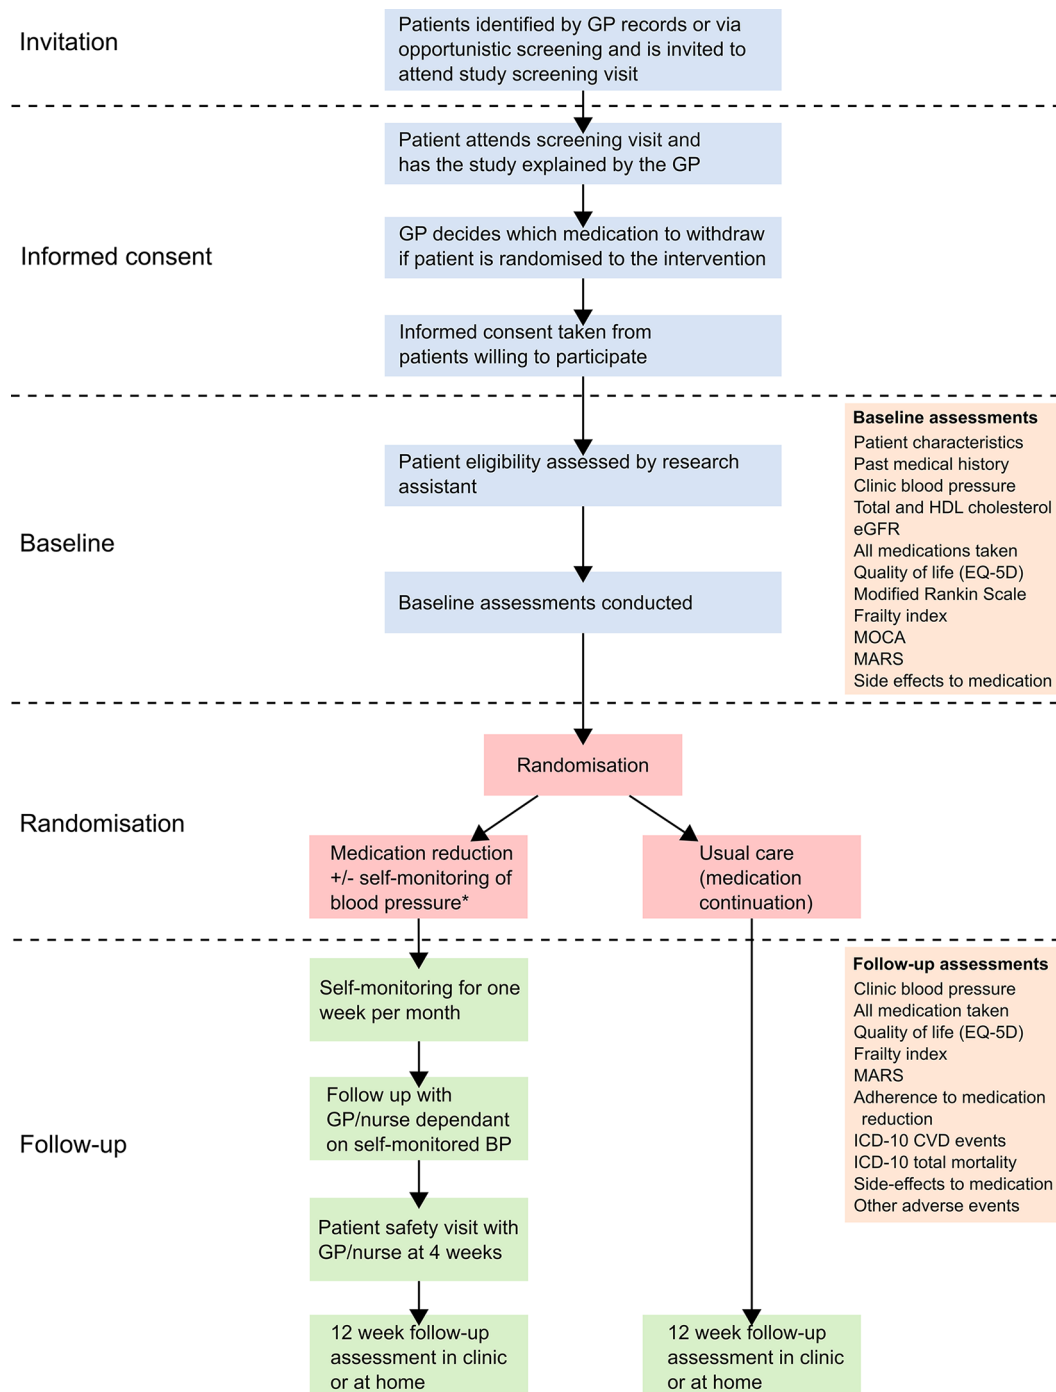 Invitation
Patients identified by GP records or via
opportunistic screening and is invited to
attend study screening visit
Informed consent
Patient attends screening visit and
has the study explained by the GP
GP decides which medication to withdraw
if patient is randomised to the intervention
Informed consent taken from
patients willing to participate
Baseline
Patient eligibility assessed by research
assistant
Baseline assessments conducted
Baseline assessments
Patient characteristics
Past medical history
Clinic blood pressure
Total and HDL cholesterol
eGFR
All medications taken
Quality of life (EQ-5D)
Modified Rankin Scale
Frailty index
MOCA
MARS
Side effects to medication
Randomisation
Randomisation
Medication reduction
+/- self-monitoring of
blood pressure*
Usual care
(medication
continuation)
Follow-up
Self-monitoring for one
week per month
Follow up with
GP/nurse dependant
on self-monitored BP
Patient safety visit with
GP/nurse at 4 weeks
12 week follow-up
assessment in clinic
or at home
12 week follow-up
assessment in clinic
or at home
Follow-up assessments
Clinic blood pressure
All medication taken
Quality of life (EQ-5D)
Frailty index
MARS
Adherence to medication
reduction
ICD-10 CVD events
ICD-10 total mortality
Side-effects to medication
Other adverse events